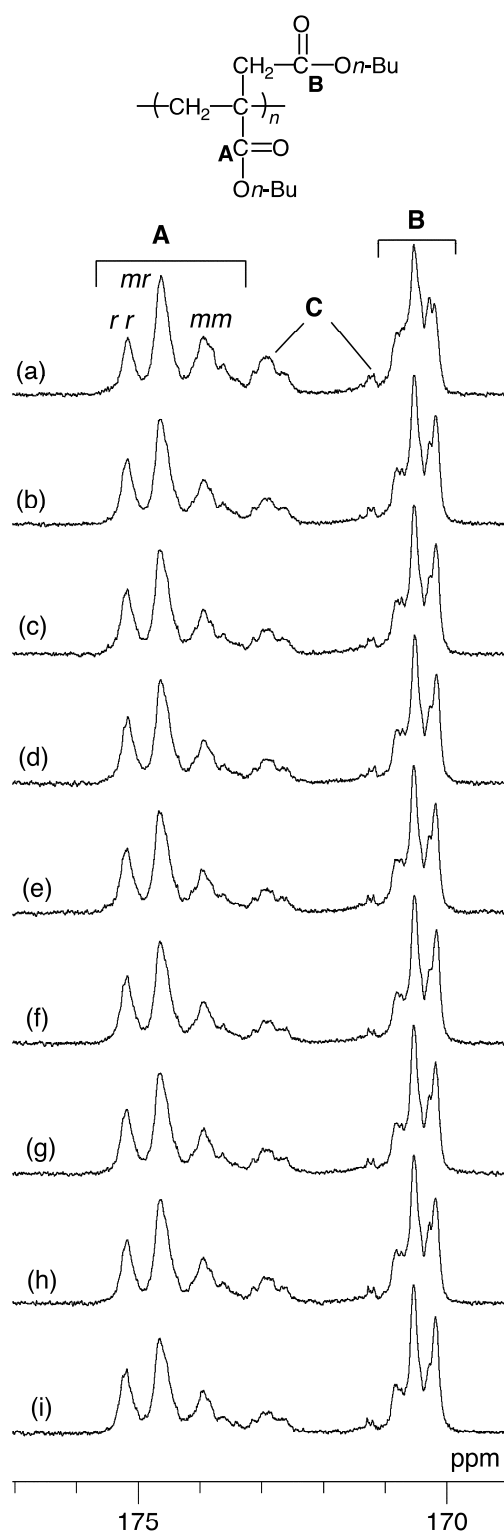 O
CH2 C On-Bu
B
( CH2 C )n
A C O
On-Bu
A
B
mr
r r
mm
C
(a)
(b)
(c)
(d)
(e)
(f)
(g)
(h)
(i)
ppm
175
170